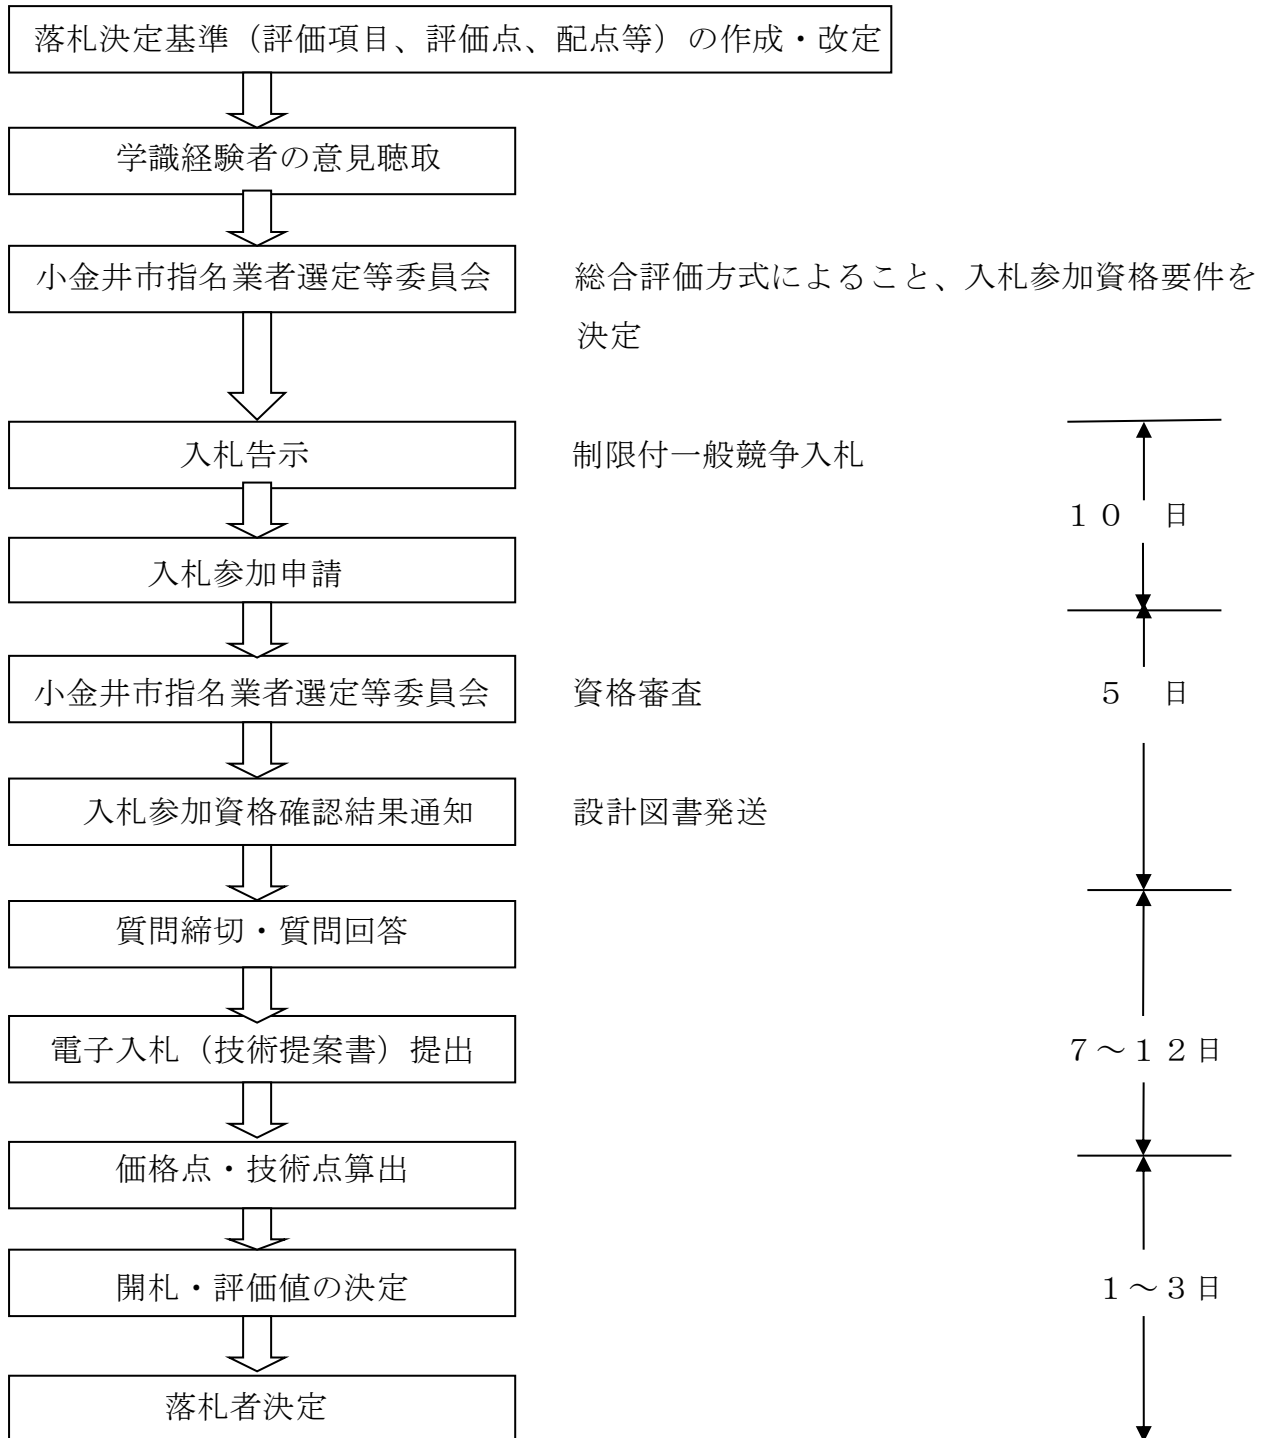 落札決定基準（評価項目、評価点、配点等）の作成・改定
学識経験者の意見聴取
小金井市指名業者選定等委員会
総合評価方式によること、入札参加資格要件を
決定
入札告示
制限付一般競争入札
１０　日
入札参加申請
小金井市指名業者選定等委員会
資格審査
５　日
入札参加資格確認結果通知
設計図書発送
質問締切・質問回答
電子入札（技術提案書）提出
７～１２日
価格点・技術点算出
開札・評価値の決定
１～３日
落札者決定